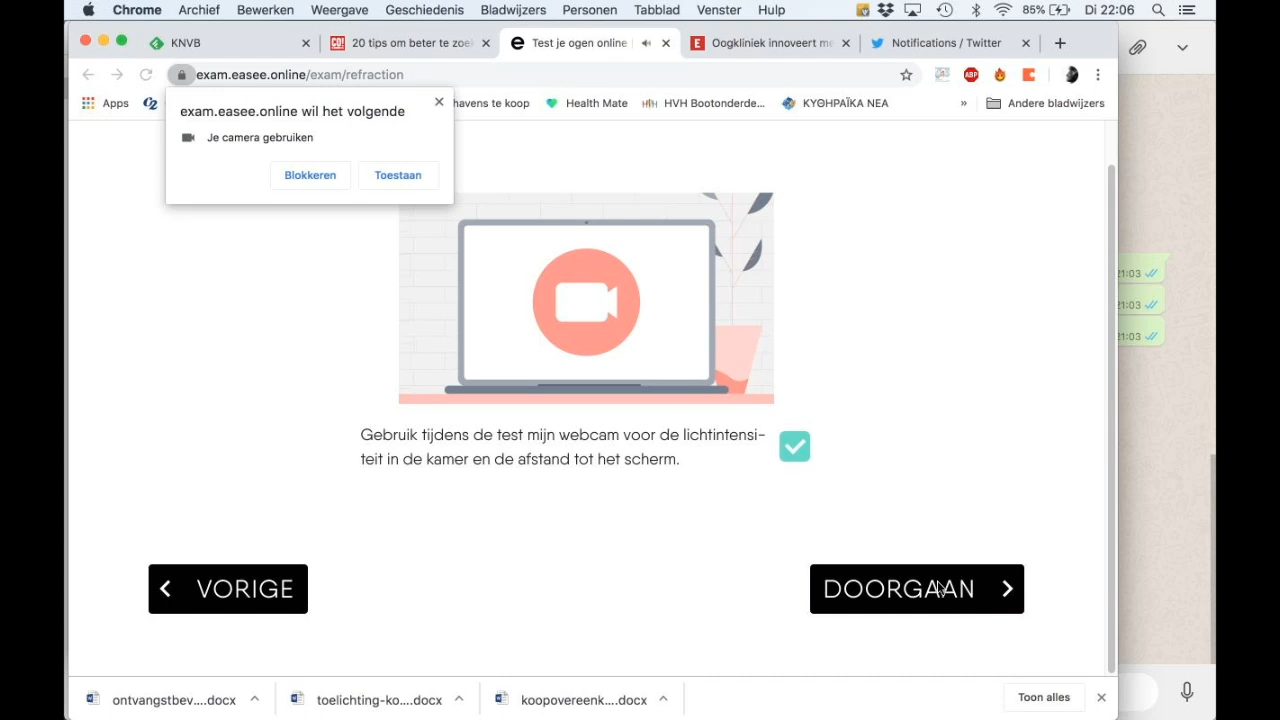 Chrome Archief Bewerken Weergave Geschiedenis Bladwijzers Personen Tabblad Venster Hulp 85% Di 22:06
KNVB 20 tips om beter te zoe Test je ogen online Oogkliniek innoveert me Notifications / Twitter
exam.easee.online/exam/refraction ABP
Apps havens te koop Health Mate HVH Bootonderde... ΚΥΘΗΡΑΪΚΑ ΝΕΑ » Andere bladwijzers
exam.easee.online wil het volgende
Je camera gebruiken
Blokkeren Toestaan
21:03
21:03
21:03
Gebruik tijdens de test mijn webcam voor de lichtintensi-
teit in de kamer en de afstand tot het scherm.
VORIGE DOORGAAN
ontvangstbev....docx toelichting-ko....docx koopovereenk....docx Toon alles